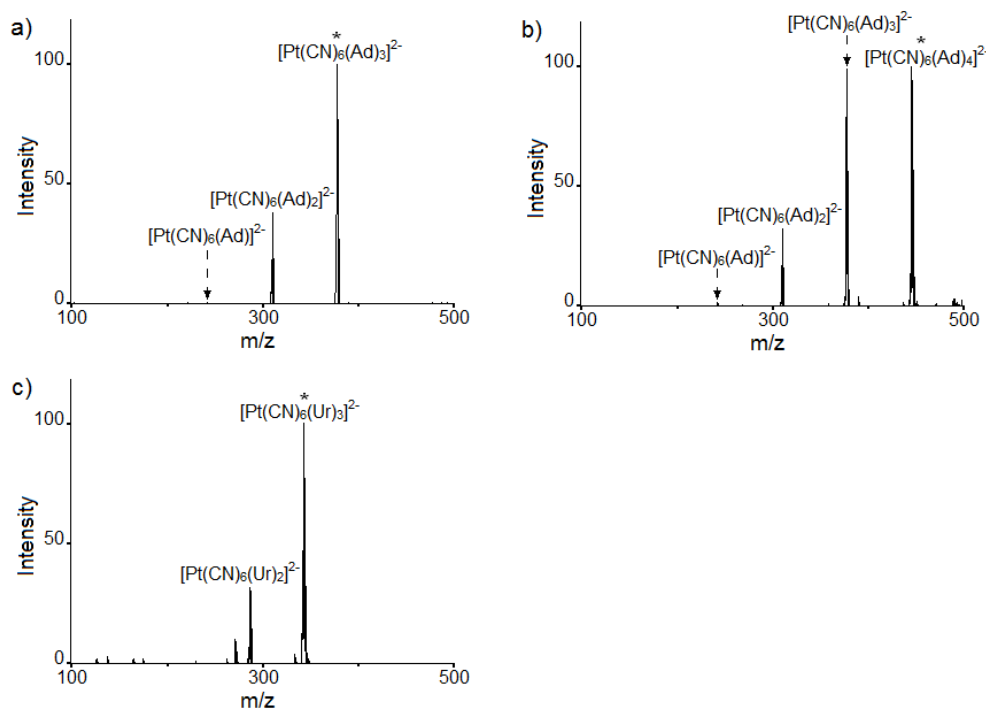 a)
*
[Pt(CN)₆(Ad)₃]²⁻
100
[Pt(CN)₆(Ad)₂]²⁻
[Pt(CN)₆(Ad)]²⁻
50
0
Intensity
100 300 500
m/z
b)
[Pt(CN)₆(Ad)₃]²⁻
*
[Pt(CN)₆(Ad)₄]²⁻
100
50
[Pt(CN)₆(Ad)₂]²⁻
[Pt(CN)₆(Ad)]²⁻
0
Intensity
100 300 500
m/z
c)
*
[Pt(CN)₆(Ur)₃]²⁻
100
50
[Pt(CN)₆(Ur)₂]²⁻
0
Intensity
100 300 500
m/z